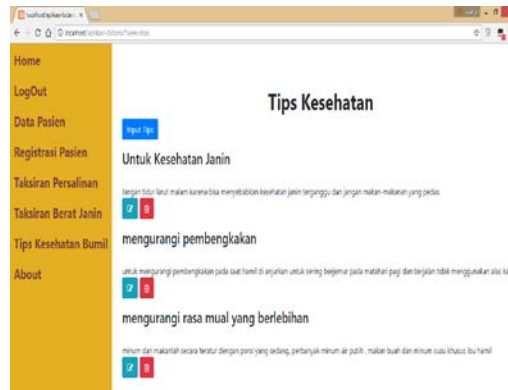 Home
LogOut
Data Pasien
Registrasi Pasien
Taksiran Persalinan
Taksiran Berat Janin
Tips Kesehatan Bumil
About
Tips Kesehatan
Input Tips
Untuk Kesehatan Janin
Jangan tidur larut malam karena bisa menyebabkan kesehatan janin terganggu dan jangan makan-makanan yang pedas.
mengurangi pembengkakan
untuk mengurangi pembengkakan pada saat hamil di anjurkan untuk sering berjemur pada matahari pagi dan berjalan tidak menggunakan alas ka
mengurangi rasa mual yang berlebihan
minum dan makanlah secara teratur dengan porsi yang sedang, perbanyak minum air putih, makan buah dan minum susu khusus ibu hamil